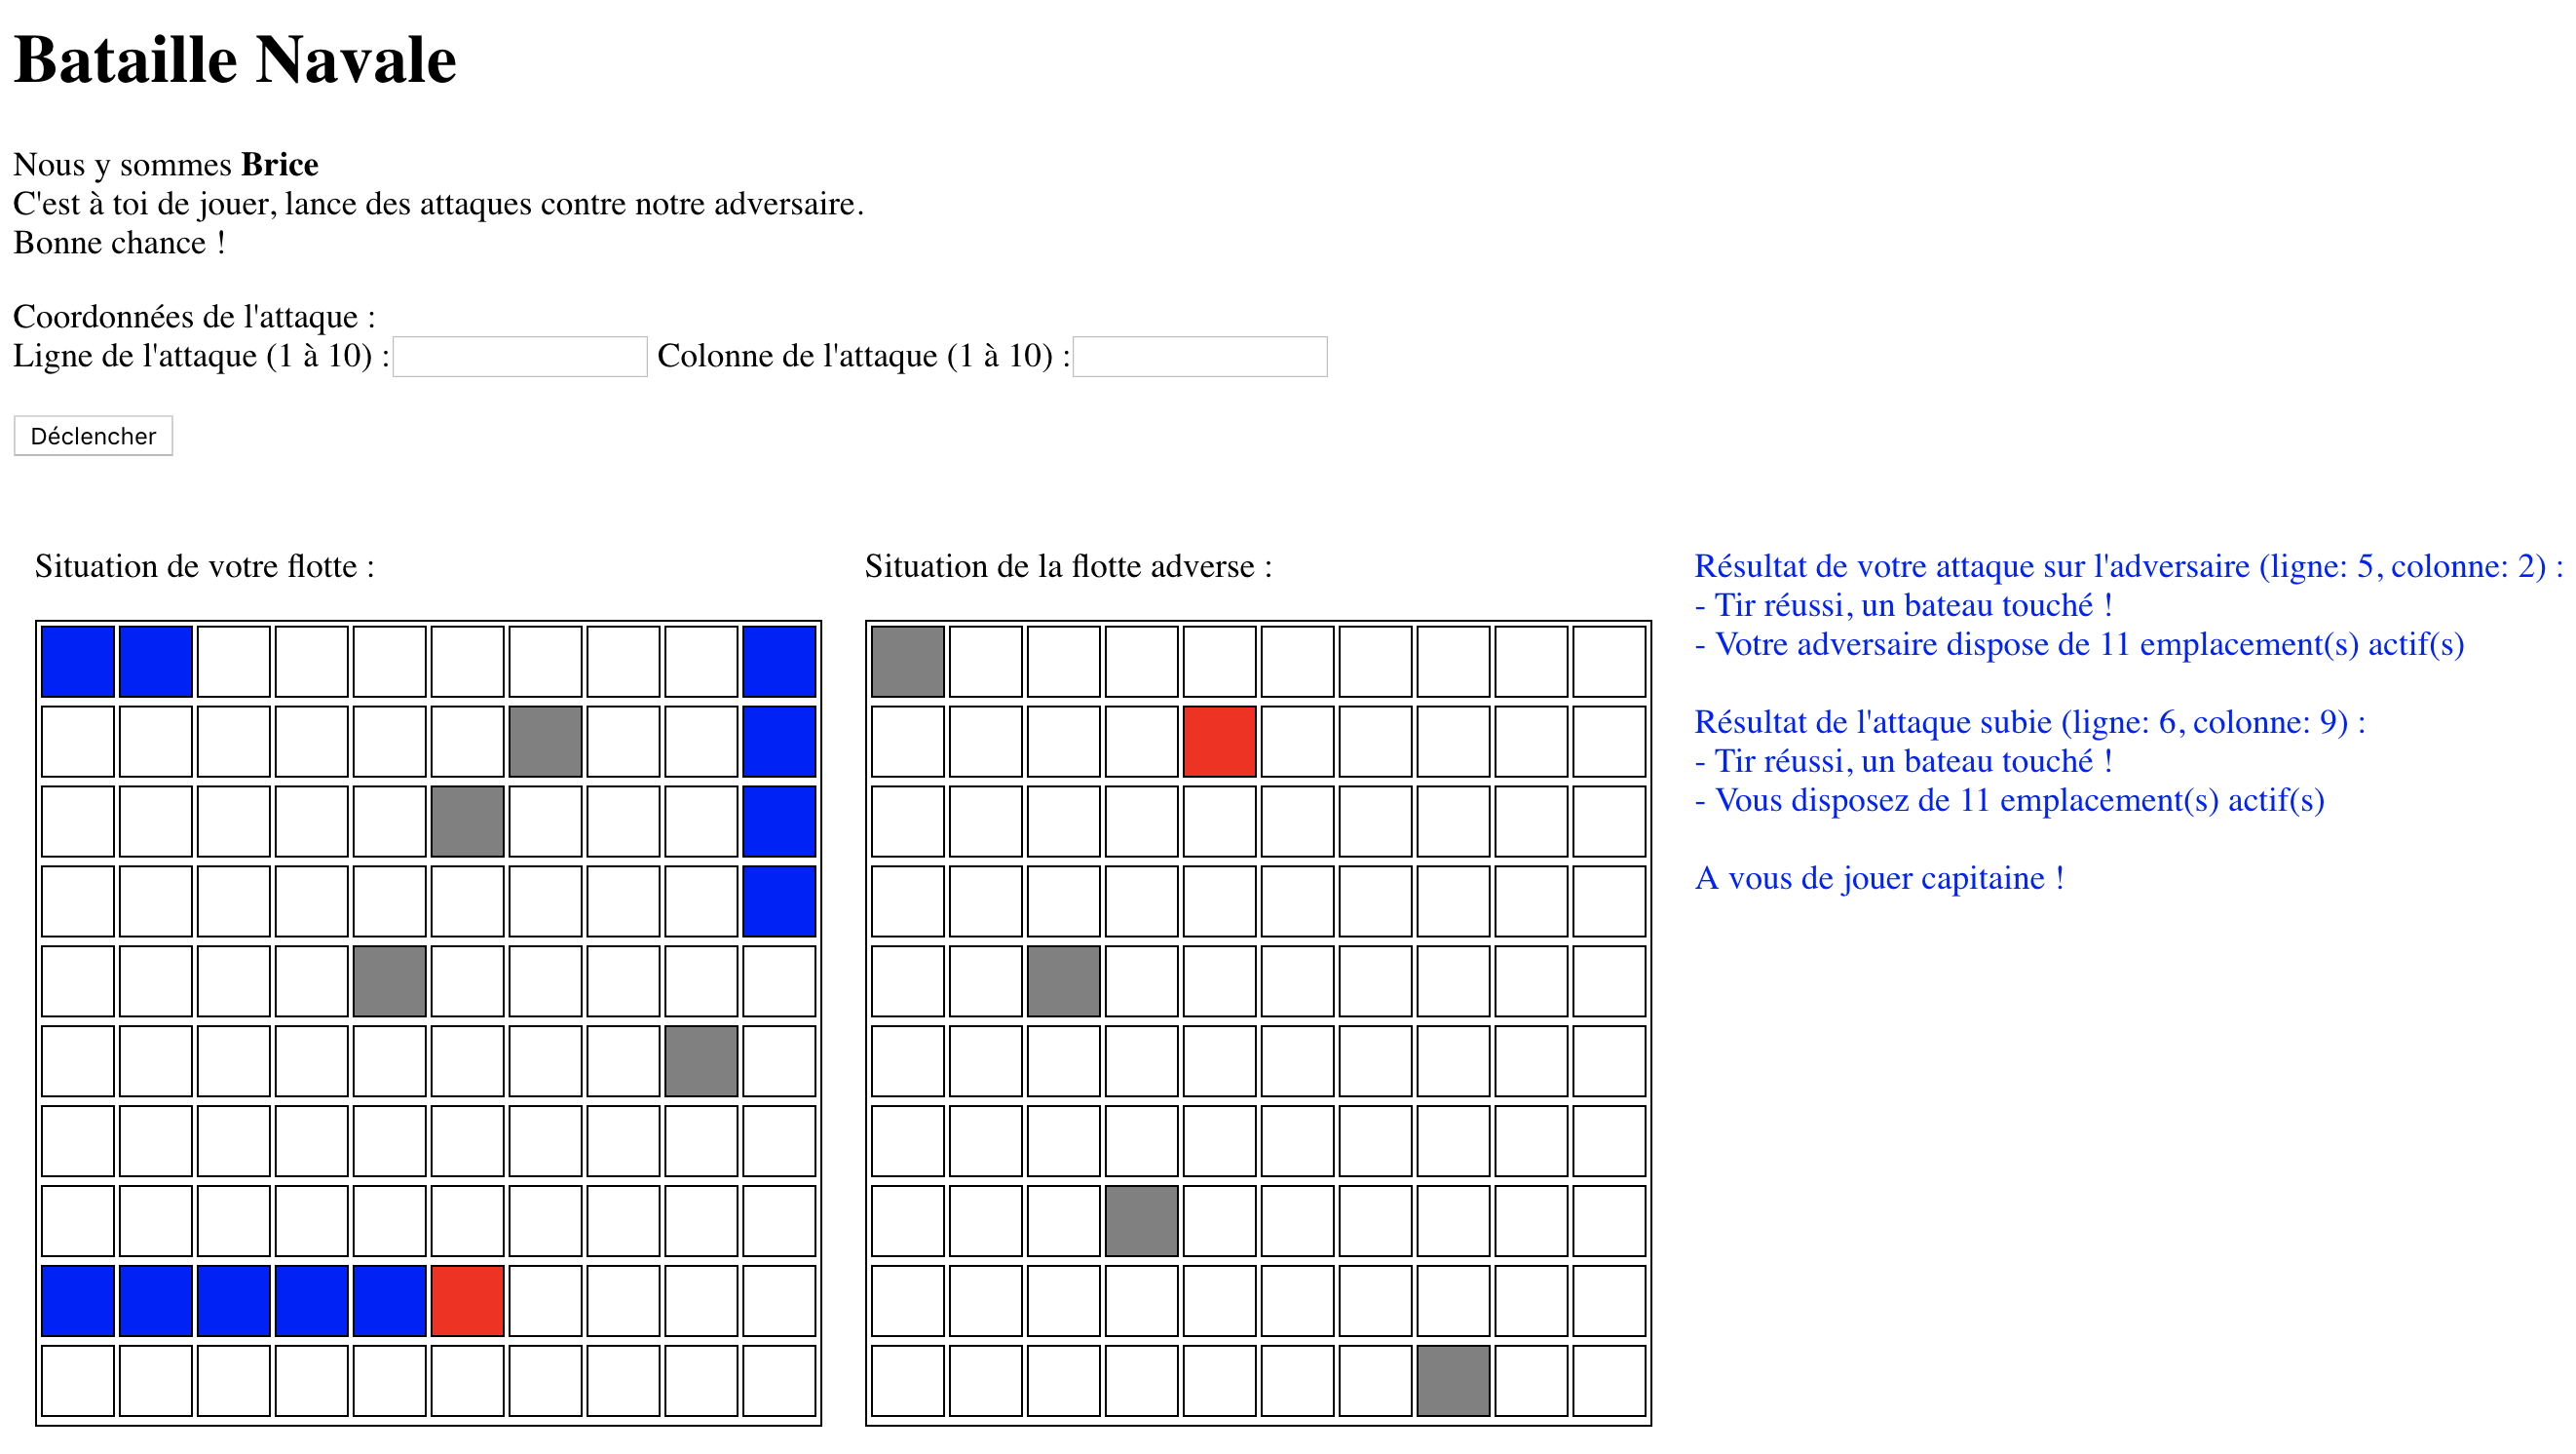 Bataille Navale
Nous y sommes Brice
C'est à toi de jouer, lance des attaques contre notre adversaire.
Bonne chance !
Coordonnées de l'attaque :
Ligne de l'attaque (1 à 10) : Colonne de l'attaque (1 à 10) :
Déclencher
Situation de votre flotte :
Situation de la flotte adverse :
Résultat de votre attaque sur l'adversaire (ligne: 5, colonne: 2) :
- Tir réussi, un bateau touché !
- Votre adversaire dispose de 11 emplacement(s) actif(s)
Résultat de l'attaque subie (ligne: 6, colonne: 9) :
- Tir réussi, un bateau touché !
- Vous disposez de 11 emplacement(s) actif(s)
A vous de jouer capitaine !